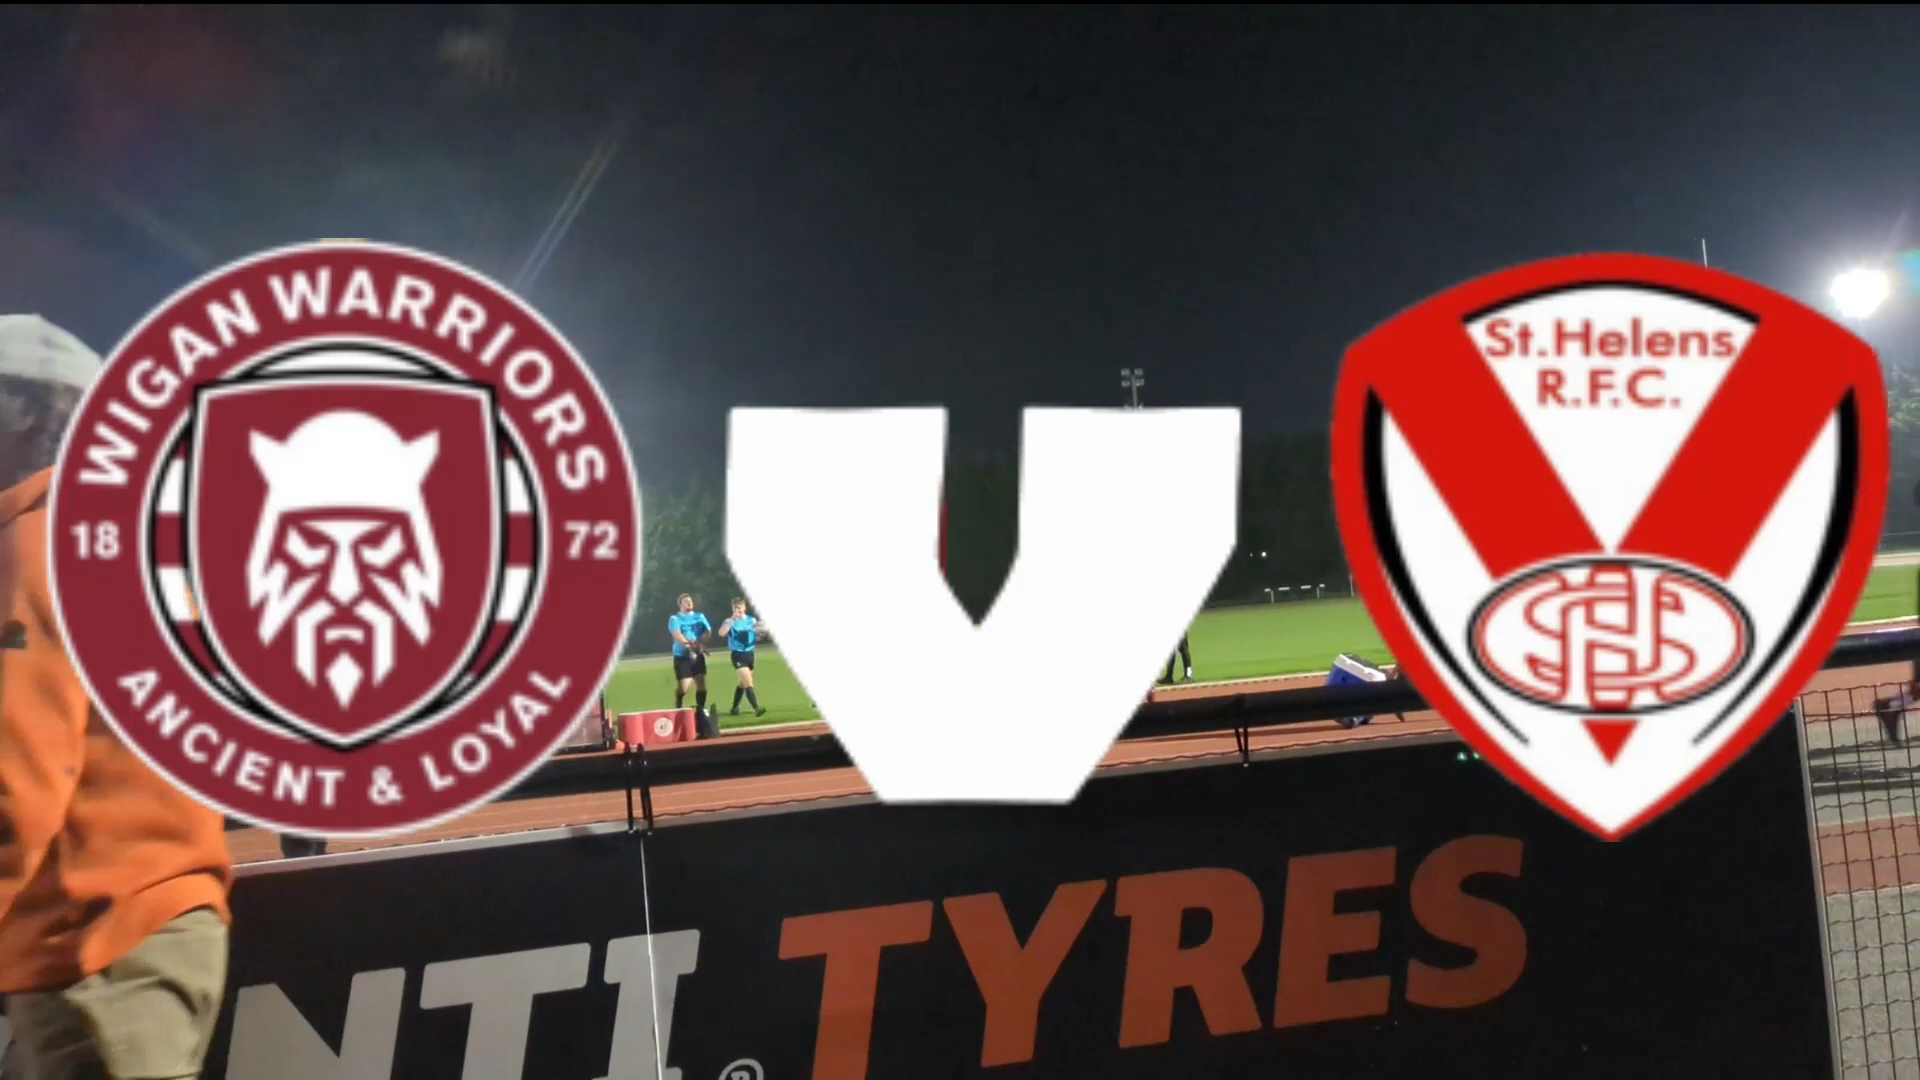 WIGAN WARRIORS
18 72
ANCIENT & LOYAL
V
St.Helens
R.F.C.
NTI. TYRES
®